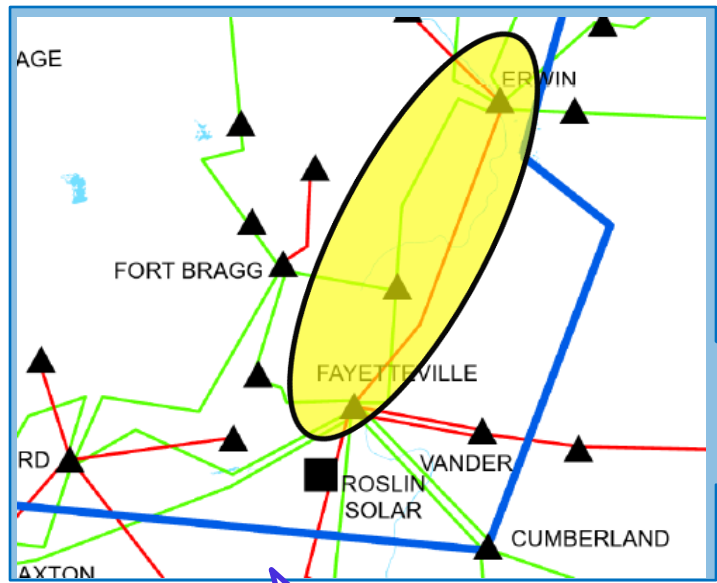 AGE
ERWIN
FORT BRAGG
FAYETTEVILLE
RD
VANDER
ROSLIN
SOLAR
CUMBERLAND
AXTON